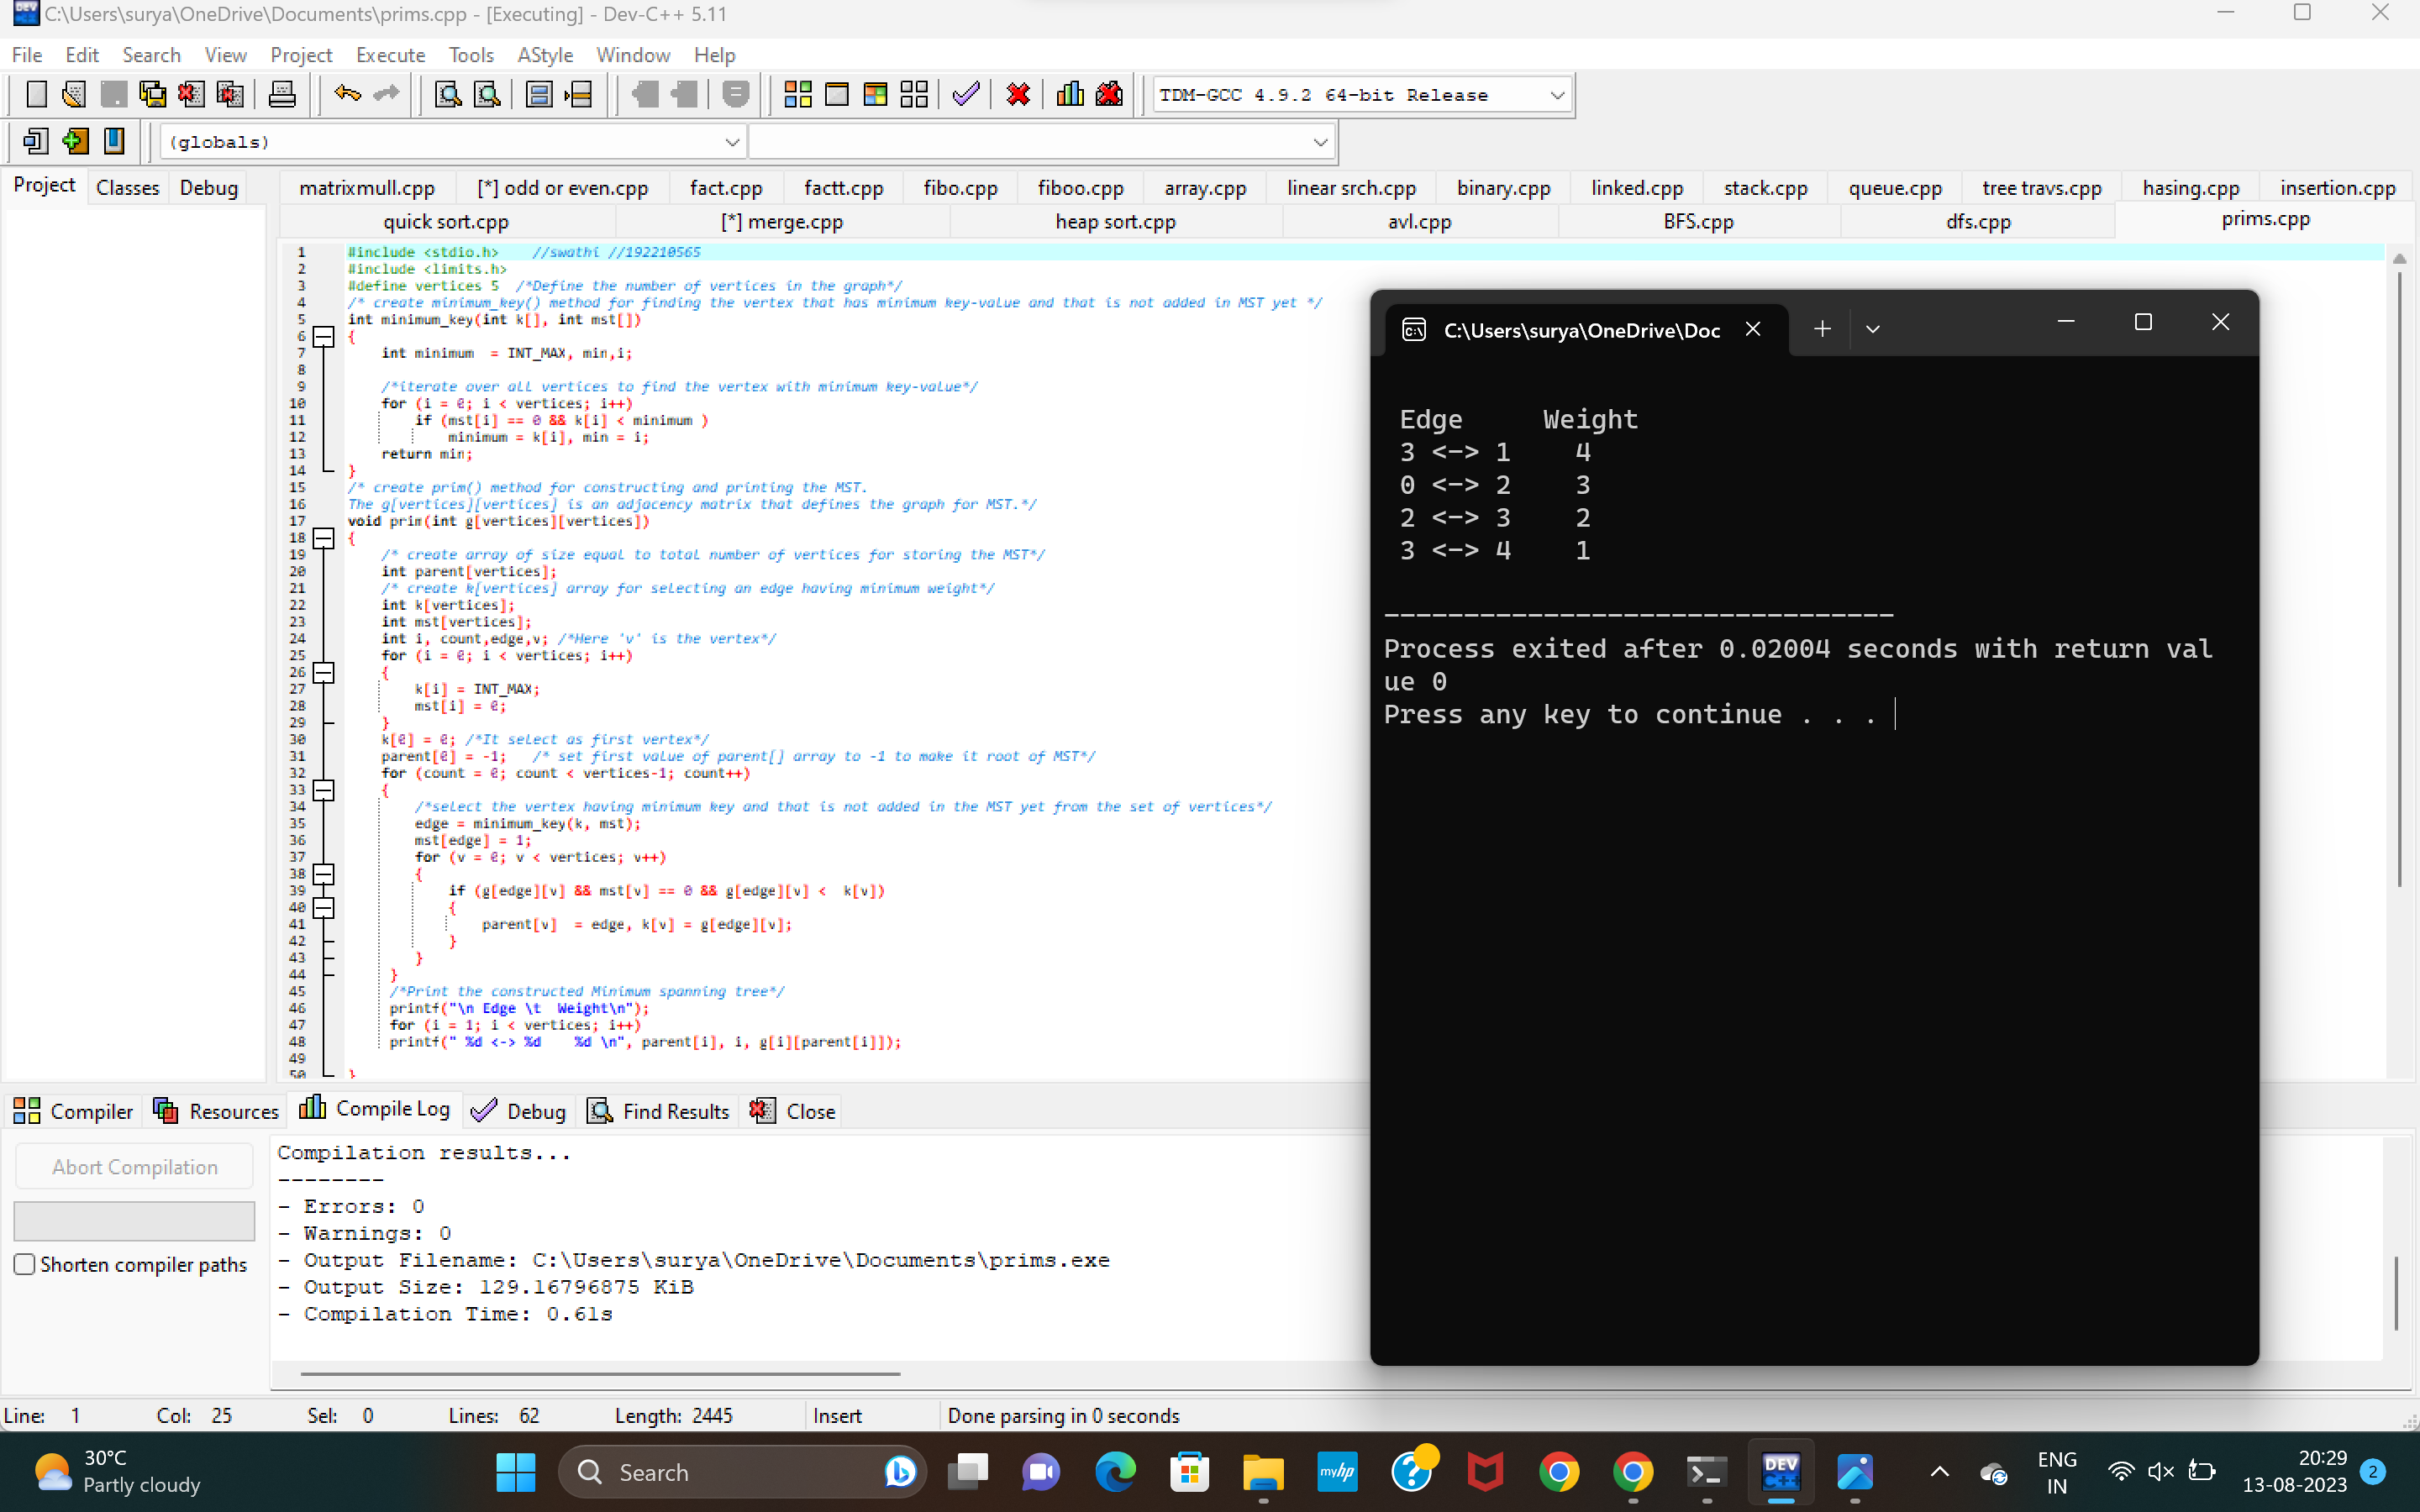 C:\Users\surya\OneDrive\Documents\prims.cpp - [Executing] - Dev-C++ 5.11
File Edit Search View Project Execute Tools AStyle Window Help
TDM-GCC 4.9.2 64-bit Release
(globals)
Project Classes Debug
matrixmull.cpp [*] odd or even.cpp fact.cpp factt.cpp fibo.cpp fiboo.cpp array.cpp linear srch.cpp binary.cpp linked.cpp stack.cpp queue.cpp tree travs.cpp hasing.cpp insertion.cpp
quick sort.cpp [*] merge.cpp heap sort.cpp avl.cpp BFS.cpp dfs.cpp prims.cpp
1 #include <stdio.h> //swathi //192210565
2 #include <limits.h>
3 #define vertices 5 /*Define the number of vertices in the graph*/
4 /* create minimum_key() method for finding the vertex that has minimum key-value and that is not added in MST yet */
5 int minimum_key(int k[], int mst[])
6 {
7 int minimum = INT_MAX, min,i;
8
9 /*iterate over all vertices to find the vertex with minimum key-value*/
10 for (i = 0; i < vertices; i++)
11 if (mst[i] == 0 && k[i] < minimum )
12 minimum = k[i], min = i;
13 return min;
14 }
15 /* create prim() method for constructing and printing the MST.
16 The g[vertices][vertices] is an adjacency matrix that defines the graph for MST.*/
17 void prim(int g[vertices][vertices])
18 {
19 /* create array of size equal to total number of vertices for storing the MST*/
20 int parent[vertices];
21 /* create k[vertices] array for selecting an edge having minimum weight*/
22 int k[vertices];
23 int mst[vertices];
24 int i, count,edge,v; /*Here 'v' is the vertex*/
25 for (i = 0; i < vertices; i++)
26 {
27 k[i] = INT_MAX;
28 mst[i] = 0;
29 }
30 k[0] = 0; /*It select as first vertex*/
31 parent[0] = -1; /* set first value of parent[] array to -1 to make it root of MST*/
32 for (count = 0; count < vertices-1; count++)
33 {
34 /*select the vertex having minimum key and that is not added in the MST yet from the set of vertices*/
35 edge = minimum_key(k, mst);
36 mst[edge] = 1;
37 for (v = 0; v < vertices; v++)
38 {
39 if (g[edge][v] && mst[v] == 0 && g[edge][v] < k[v])
40 {
41 parent[v] = edge, k[v] = g[edge][v];
42 }
43 }
44 }
45 /*Print the constructed Minimum spanning tree*/
46 printf("\n Edge \t Weight\n");
47 for (i = 1; i < vertices; i++)
48 printf(" %d <-> %d %d \n", parent[i], i, g[i][parent[i]]);
49
50 }
C:\Users\surya\OneDrive\Doc
Edge Weight
3 <-> 1 4
0 <-> 2 3
2 <-> 3 2
3 <-> 4 1
--------------------------------
Process exited after 0.02004 seconds with return val
ue 0
Press any key to continue . . .
Compiler Resources Compile Log Debug Find Results Close
Abort Compilation
Shorten compiler paths
Compilation results...
--------
- Errors: 0
- Warnings: 0
- Output Filename: C:\Users\surya\OneDrive\Documents\prims.exe
- Output Size: 129.16796875 KiB
- Compilation Time: 0.61s
Line: 1 Col: 25 Sel: 0 Lines: 62 Length: 2445 Insert Done parsing in 0 seconds
30°C
Partly cloudy
Search
myhp
DEV
C++
ENG
IN
20:29
13-08-2023
2